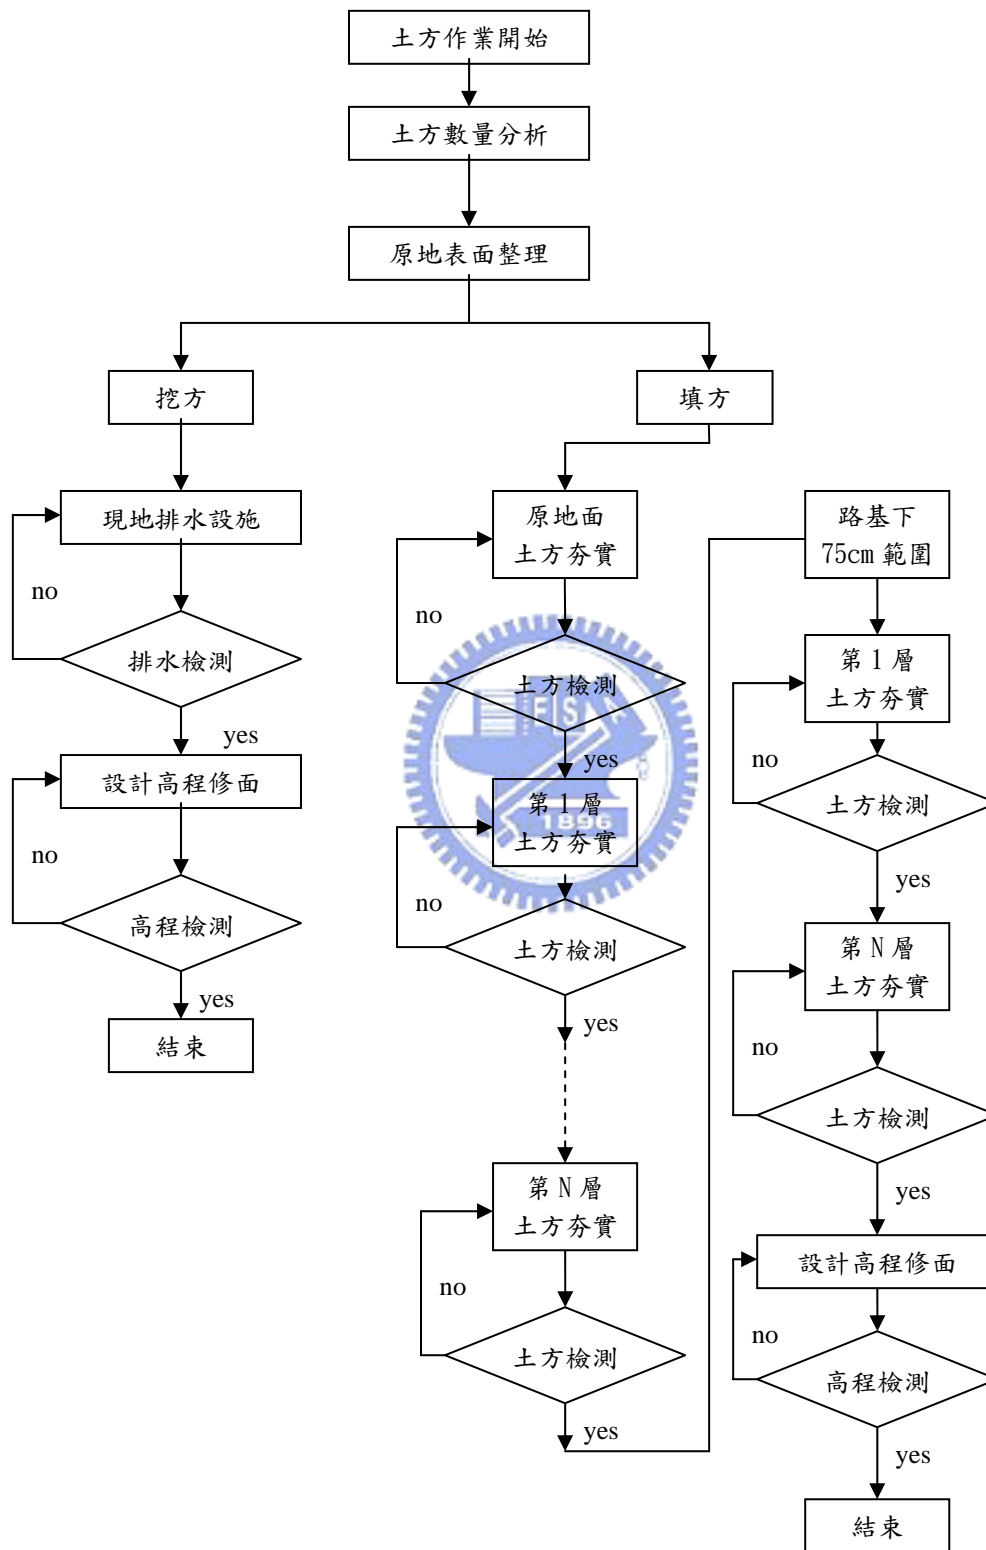 土方作業開始
土方數量分析
原地表面整理
挖方
現地排水設施
no
排水檢測
yes
設計高程修面
no
高程檢測
yes
結束
填方
原地面
土方夯實
no
土方檢測
yes
第 1 層
土方夯實
no
土方檢測
yes
第 N 層
土方夯實
no
土方檢測
yes
路基下
75cm 範圍
第 1 層
土方夯實
no
土方檢測
yes
第 N 層
土方夯實
no
土方檢測
yes
設計高程修面
no
高程檢測
yes
結束
ES
1896